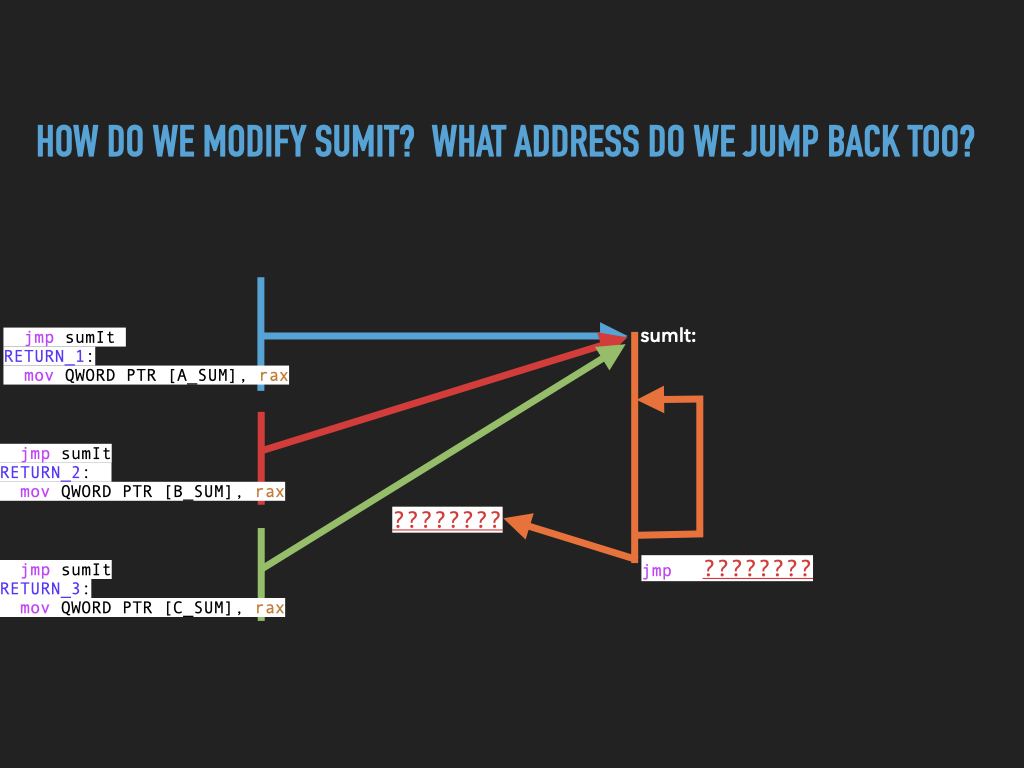 HOW DO WE MODIFY SUMIT? WHAT ADDRESS DO WE JUMP BACK TOO?
jmp sumIt
RETURN_1:
mov QWORD PTR [A_SUM], rax
jmp sumIt
RETURN_2:
mov QWORD PTR [B_SUM], rax
jmp sumIt
RETURN_3:
mov QWORD PTR [C_SUM], rax
sumIt:
????????
jmp ????????